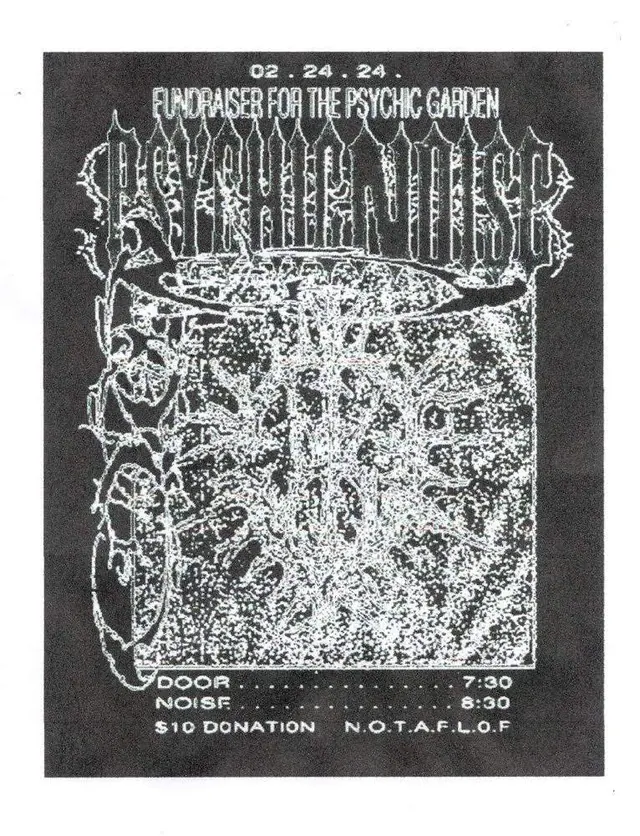 02 . 24 . 24 .
FUNDRAISER FOR THE PSYCHIC GARDEN
PSYCHIC NOISE
DOOR . . . . . . . . . . . . . . . . 7:30
NOISE . . . . . . . . . . . . . . . . 8:30
$10 DONATION N.O.T.A.F.L.O.F